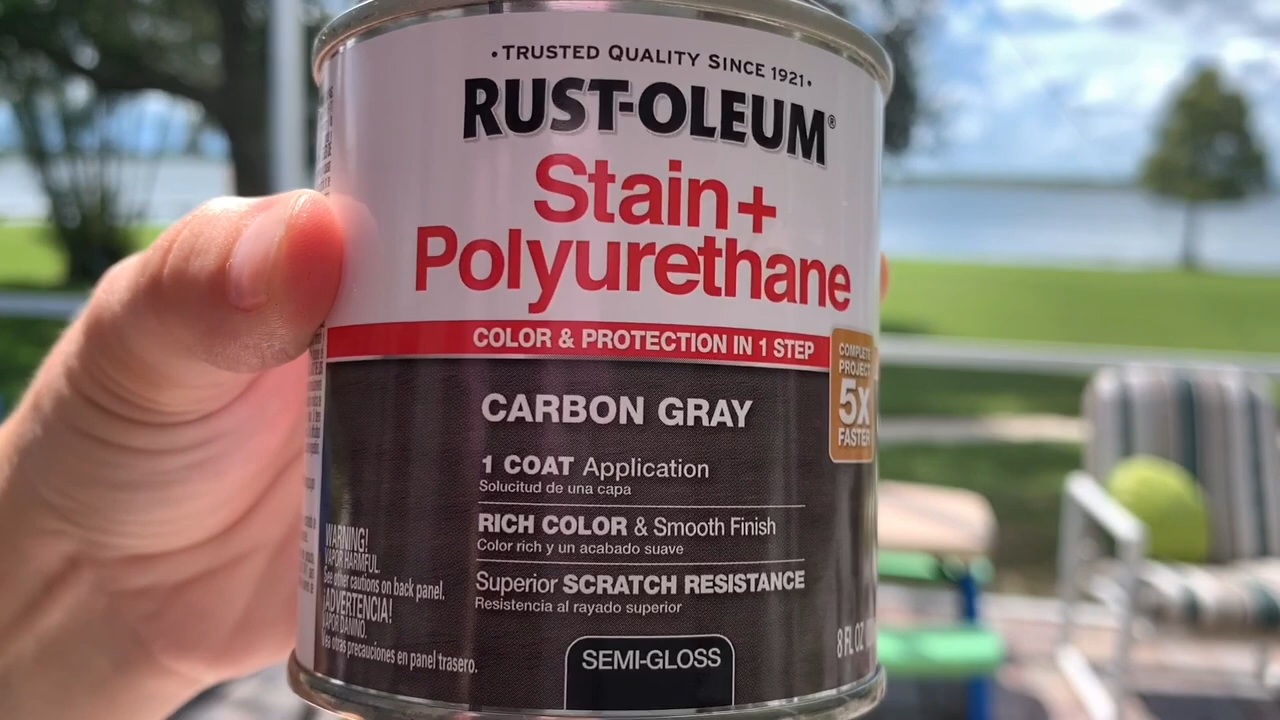 •TRUSTED QUALITY SINCE 1921•
RUST-OLEUM®
Stain+
Polyurethane
COLOR & PROTECTION IN 1 STEP
COMPLETE
PROJECT
5X
FASTER
CARBON GRAY
1 COAT Application
Solicitud de una capa
RICH COLOR & Smooth Finish
Color rich y un acabado suave
Superior SCRATCH RESISTANCE
Resistencia al rayado superior
WARNING!
VAPOR HARMFUL.
See other cautions on back panel.
¡ADVERTENCIA!
VAPOR DAÑINO.
Vea otras precauciones en panel trasero.
SEMI-GLOSS
8 FL OZ